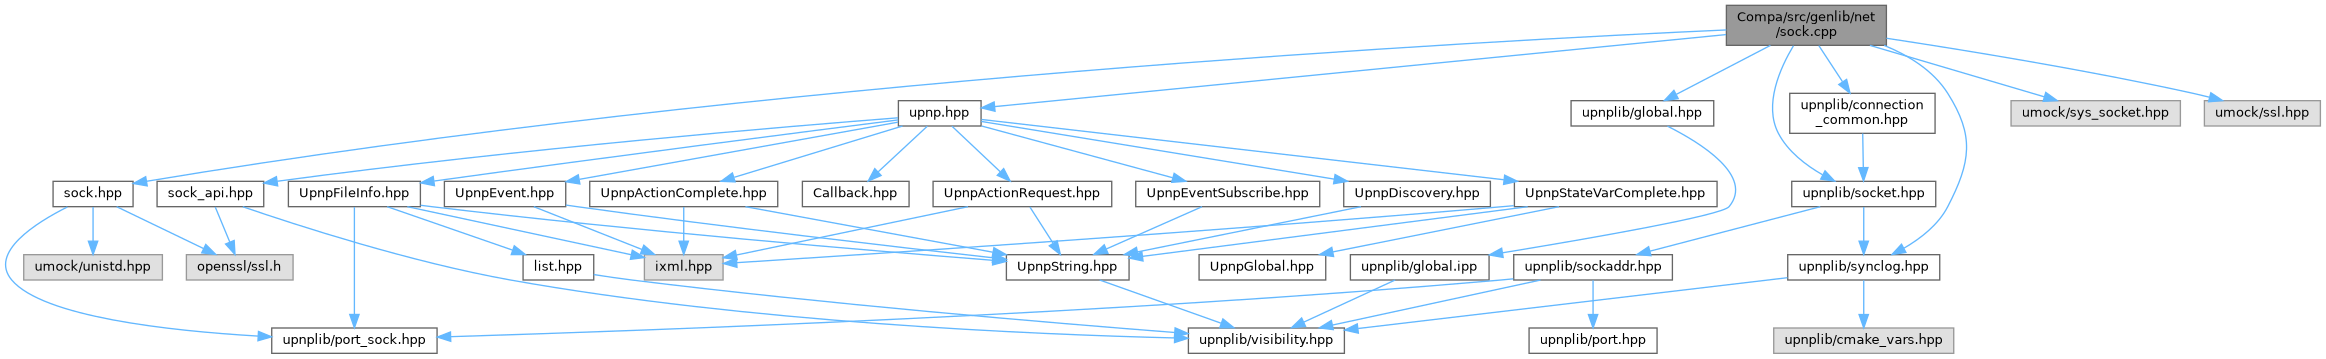 Compa/src/genlib/net
/sock.cpp
upnp.hpp
upnplib/global.hpp
upnplib/connection
_common.hpp
umock/sys_socket.hpp
umock/ssl.hpp
sock.hpp
sock_api.hpp
UpnpFileInfo.hpp
UpnpEvent.hpp
UpnpActionComplete.hpp
Callback.hpp
UpnpActionRequest.hpp
UpnpEventSubscribe.hpp
UpnpDiscovery.hpp
UpnpStateVarComplete.hpp
upnplib/socket.hpp
umock/unistd.hpp
openssl/ssl.h
list.hpp
ixml.hpp
UpnpString.hpp
UpnpGlobal.hpp
upnplib/global.ipp
upnplib/sockaddr.hpp
upnplib/synclog.hpp
upnplib/port_sock.hpp
upnplib/visibility.hpp
upnplib/port.hpp
upnplib/cmake_vars.hpp